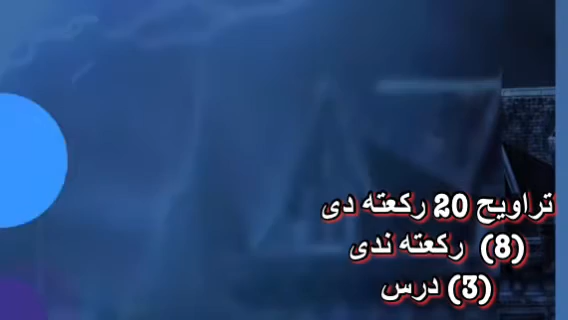 تراويح 20 رکعته دی
(8) رکعته ندی
(3) درس